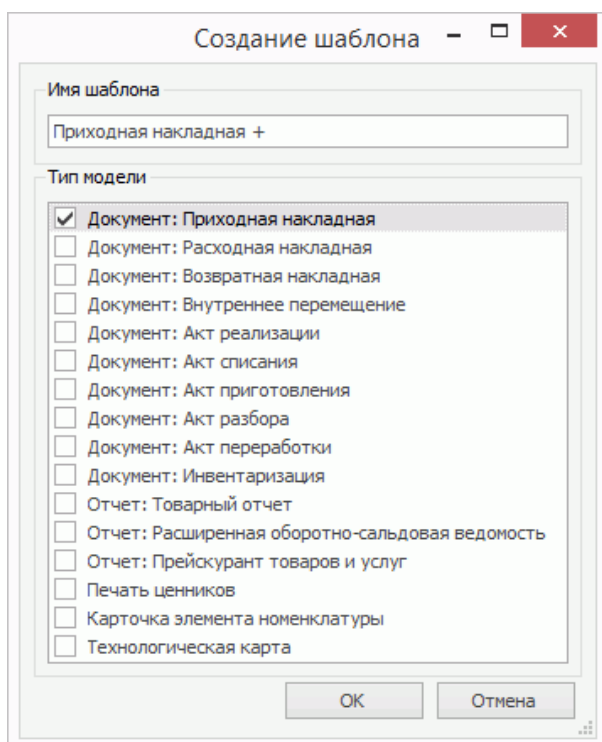 Создание шаблона
Имя шаблона
Приходная накладная +
Тип модели
Документ: Приходная накладная
Документ: Расходная накладная
Документ: Возвратная накладная
Документ: Внутреннее перемещение
Документ: Акт реализации
Документ: Акт списания
Документ: Акт приготовления
Документ: Акт разбора
Документ: Акт переработки
Документ: Инвентаризация
Отчет: Товарный отчет
Отчет: Расширенная оборотно-сальдовая ведомость
Отчет: Прейскурант товаров и услуг
Печать ценников
Карточка элемента номенклатуры
Технологическая карта
ОК Отмена